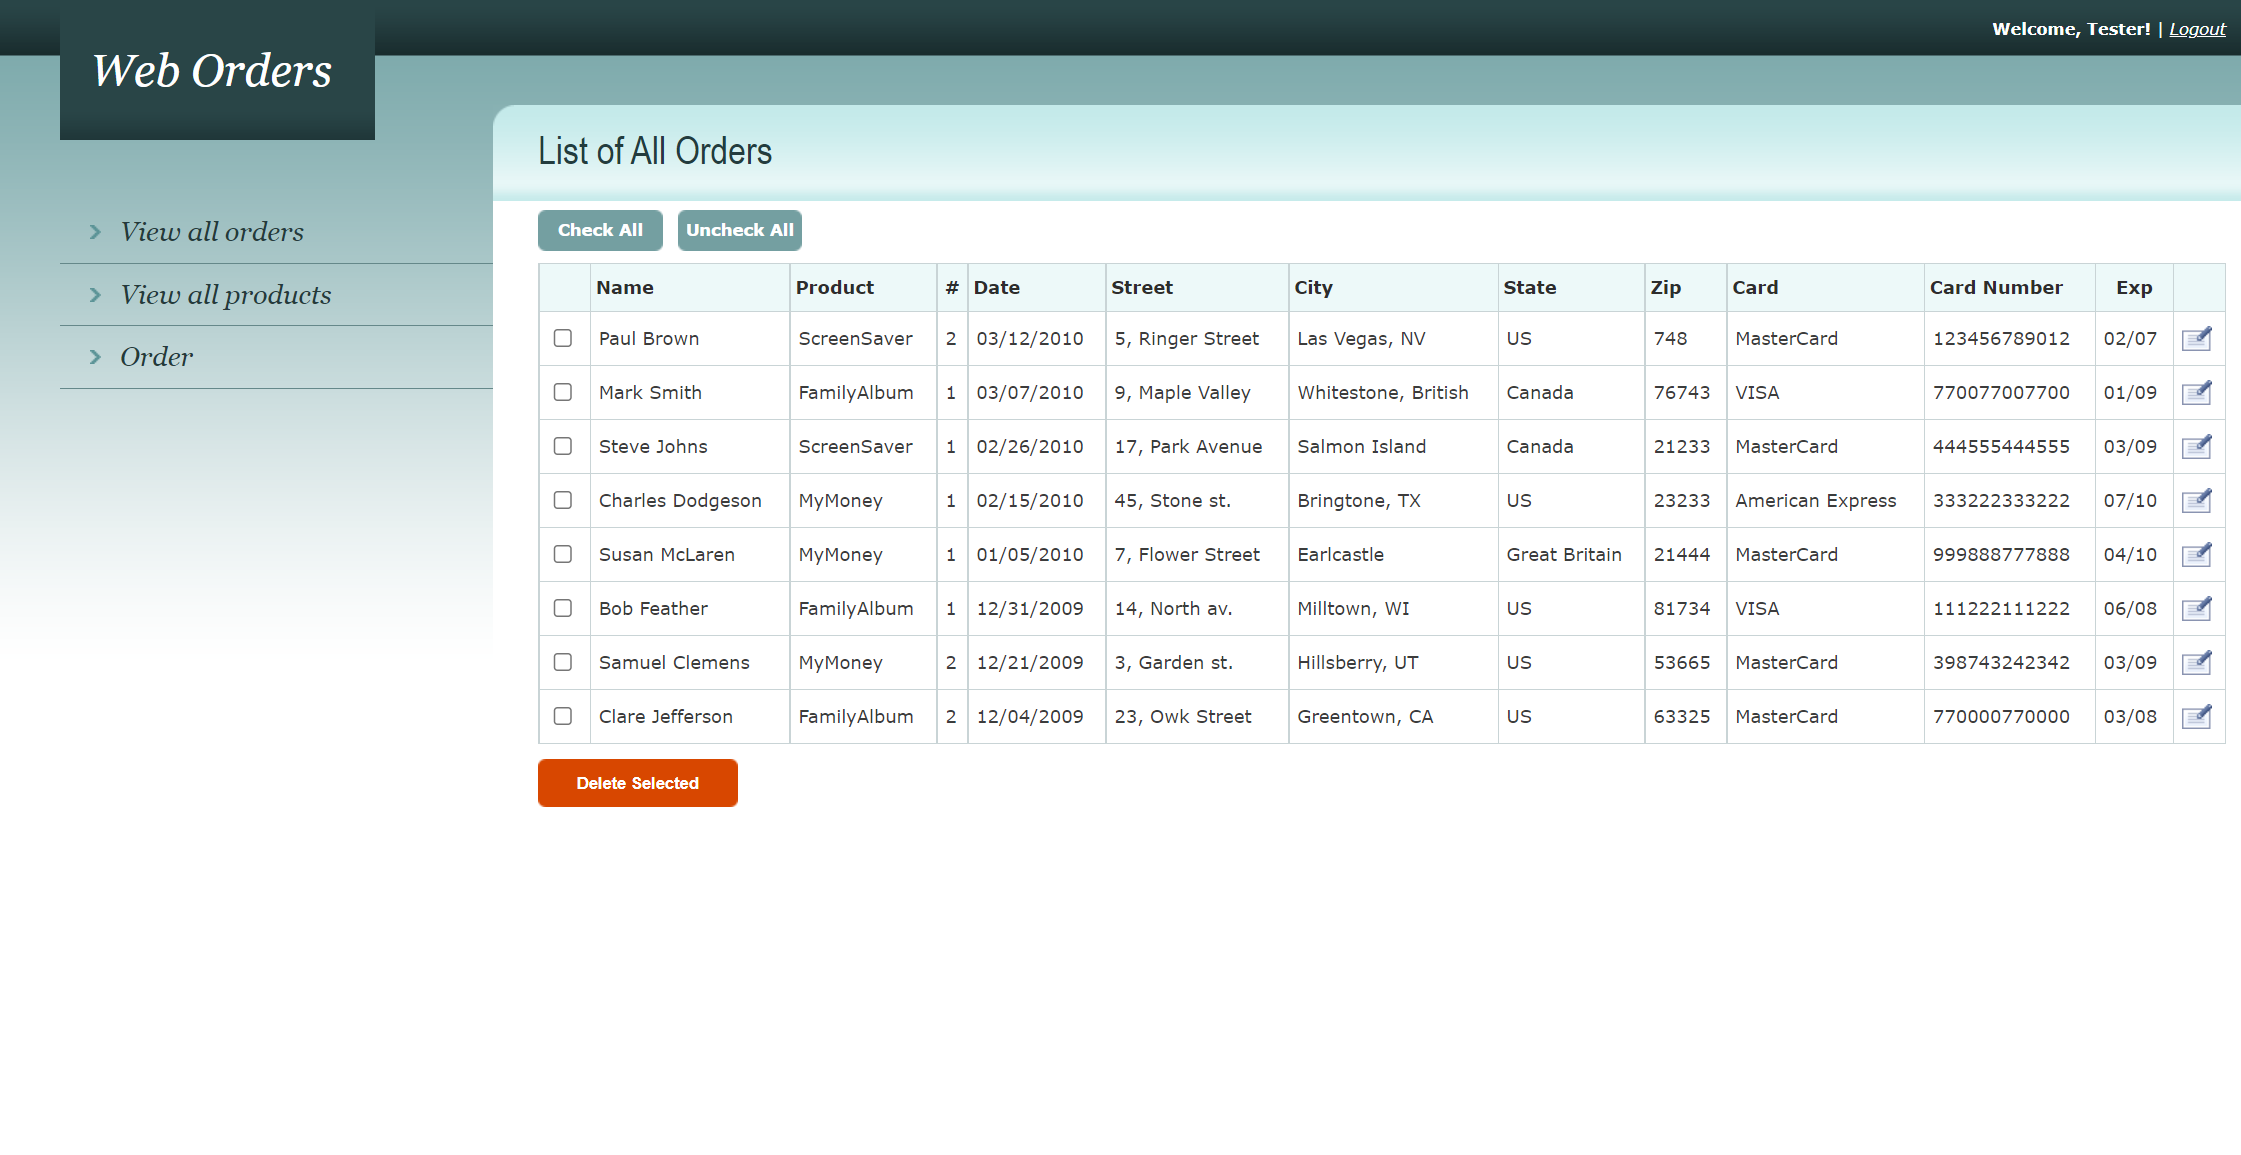 Welcome, Tester! | Logout
Web Orders
List of All Orders
View all orders
View all products
Order
Check All Uncheck All
Name Product # Date Street City State Zip Card Card Number Exp
Paul Brown ScreenSaver 2 03/12/2010 5, Ringer Street Las Vegas, NV US 748 MasterCard 123456789012 02/07
Mark Smith FamilyAlbum 1 03/07/2010 9, Maple Valley Whitestone, British Canada 76743 VISA 770077007700 01/09
Steve Johns ScreenSaver 1 02/26/2010 17, Park Avenue Salmon Island Canada 21233 MasterCard 444555444555 03/09
Charles Dodgeson MyMoney 1 02/15/2010 45, Stone st. Bringtone, TX US 23233 American Express 333222333222 07/10
Susan McLaren MyMoney 1 01/05/2010 7, Flower Street Earlcastle Great Britain 21444 MasterCard 999888777888 04/10
Bob Feather FamilyAlbum 1 12/31/2009 14, North av. Milltown, WI US 81734 VISA 111222111222 06/08
Samuel Clemens MyMoney 2 12/21/2009 3, Garden st. Hillsberry, UT US 53665 MasterCard 398743242342 03/09
Clare Jefferson FamilyAlbum 2 12/04/2009 23, Owk Street Greentown, CA US 63325 MasterCard 770000770000 03/08
Delete Selected